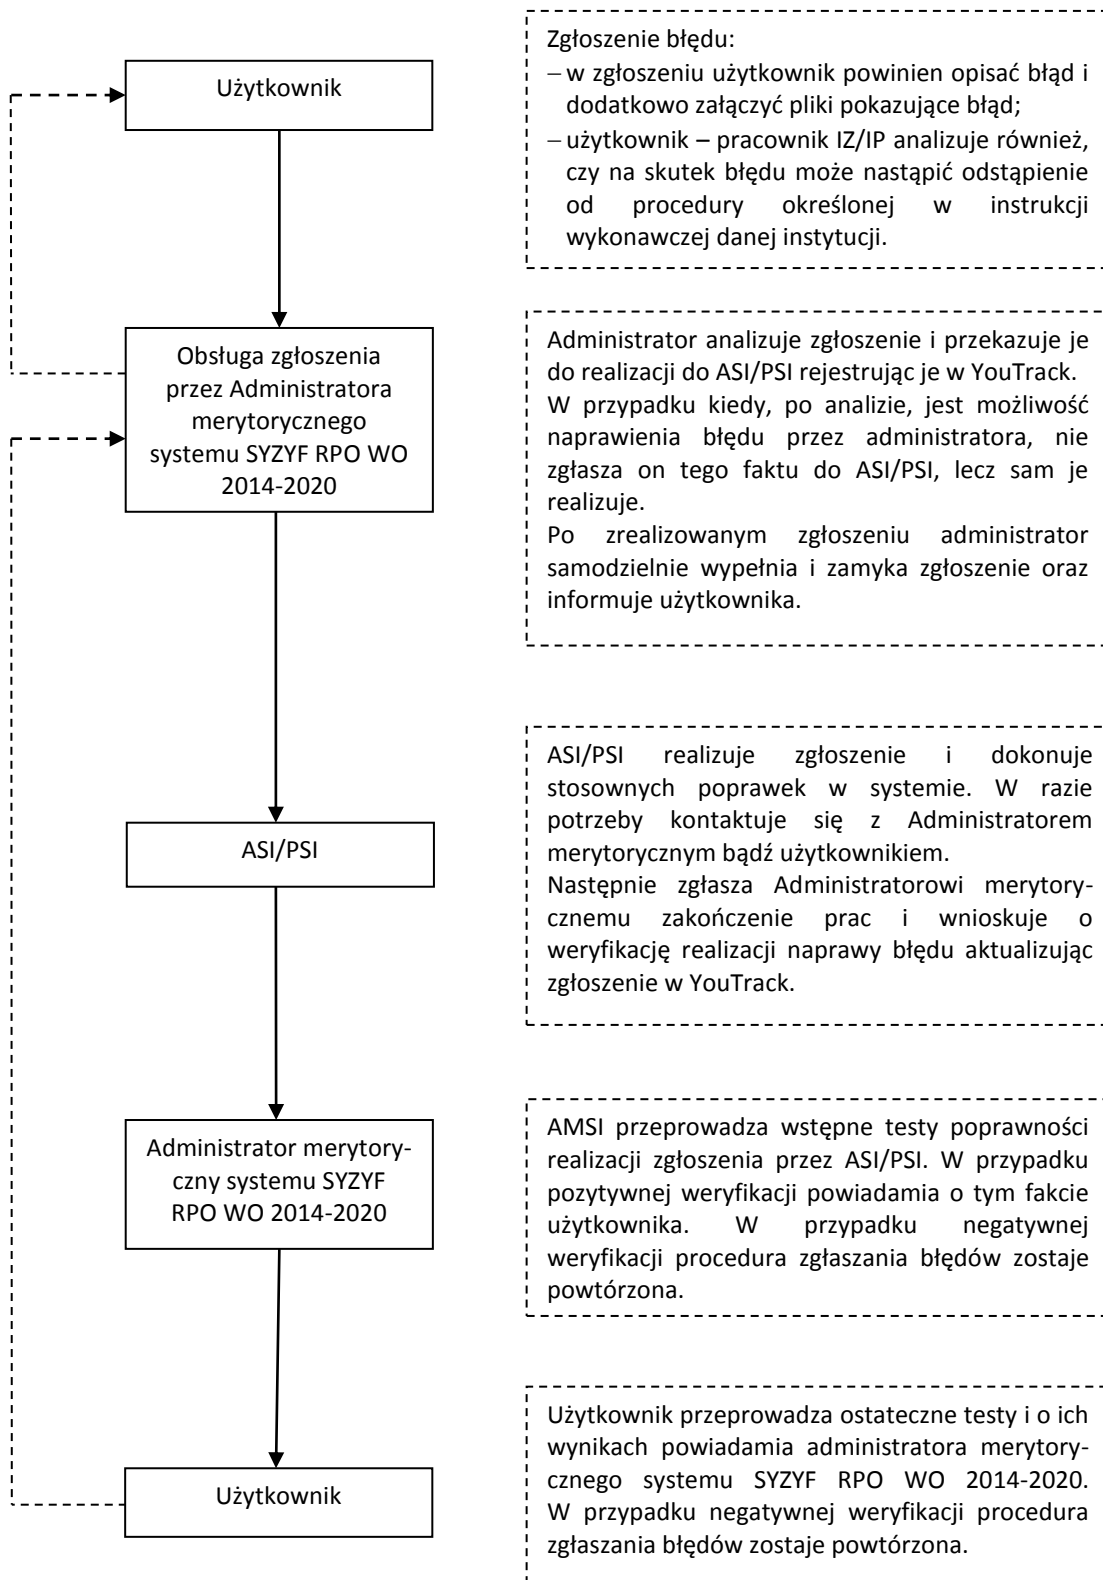 Użytkownik
Zgłoszenie błędu:
– w zgłoszeniu użytkownik powinien opisać błąd i
dodatkowo załączyć pliki pokazujące błąd;
– użytkownik – pracownik IZ/IP analizuje również,
czy na skutek błędu może nastąpić odstąpienie
od procedury określonej w instrukcji
wykonawczej danej instytucji.
Obsługa zgłoszenia
przez Administratora
merytorycznego
systemu SYZYF RPO WO
2014-2020
Administrator analizuje zgłoszenie i przekazuje je
do realizacji do ASI/PSI rejestrując je w YouTrack.
W przypadku kiedy, po analizie, jest możliwość
naprawienia błędu przez administratora, nie
zgłasza on tego faktu do ASI/PSI, lecz sam je
realizuje.
Po zrealizowanym zgłoszeniu administrator
samodzielnie wypełnia i zamyka zgłoszenie oraz
informuje użytkownika.
ASI/PSI
ASI/PSI realizuje zgłoszenie i dokonuje
stosownych poprawek w systemie. W razie
potrzeby kontaktuje się z Administratorem
merytorycznym bądź użytkownikiem.
Następnie zgłasza Administratorowi merytory-
cznemu zakończenie prac i wnioskuje o
weryfikację realizacji naprawy błędu aktualizując
zgłoszenie w YouTrack.
Administrator merytory-
czny systemu SYZYF
RPO WO 2014-2020
AMSI przeprowadza wstępne testy poprawności
realizacji zgłoszenia przez ASI/PSI. W przypadku
pozytywnej weryfikacji powiadamia o tym fakcie
użytkownika. W przypadku negatywnej
weryfikacji procedura zgłaszania błędów zostaje
powtórzona.
Użytkownik
Użytkownik przeprowadza ostateczne testy i o ich
wynikach powiadamia administratora merytory-
cznego systemu SYZYF RPO WO 2014-2020.
W przypadku negatywnej weryfikacji procedura
zgłaszania błędów zostaje powtórzona.